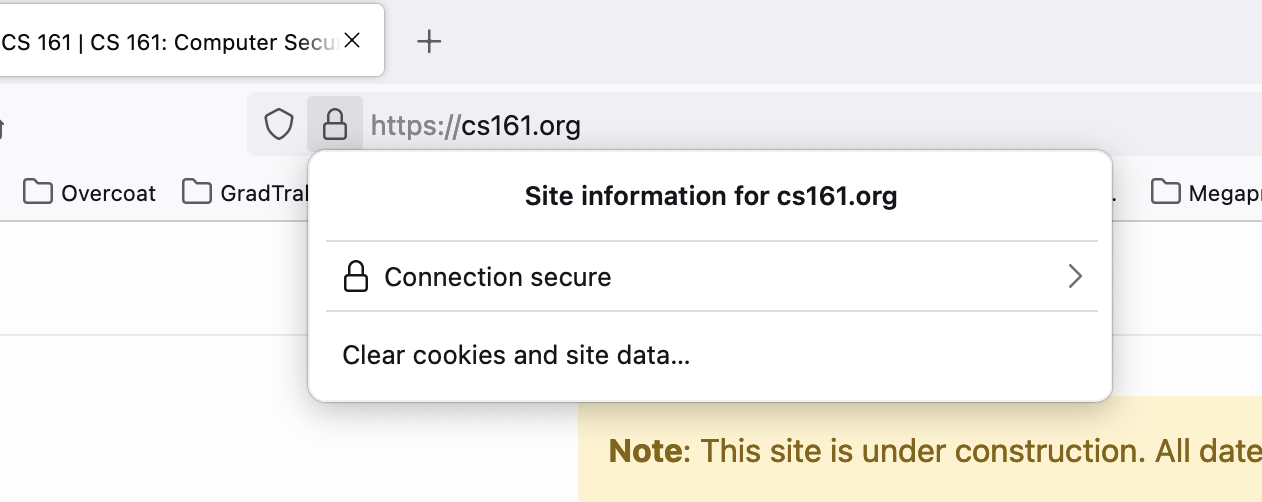 CS 161 | CS 161: Computer Secu
https://cs161.org
Overcoat
GradTral
Megap
Site information for cs161.org
Connection secure
Clear cookies and site data...
Note: This site is under construction. All date